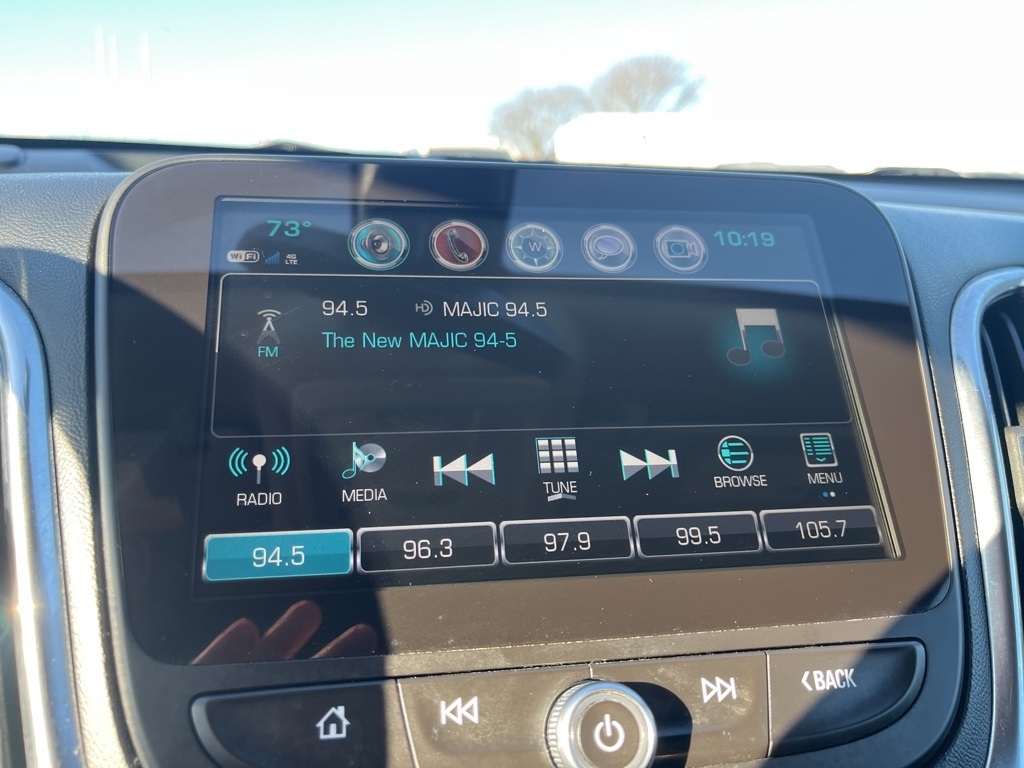 73° 10:19
WiFi 4G LTE W
94.5 HD MAJIC 94.5
FM The New MAJIC 94-5
RADIO MEDIA TUNE BROWSE MENU
94.5 96.3 97.9 99.5 105.7
BACK